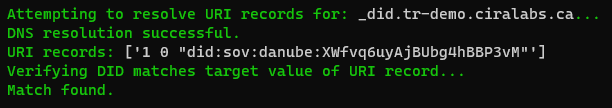 Attempting to resolve URI records for: _did.tr-demo.ciralabs.ca...
DNS resolution successful.
URI records: ['1 0 "did:sov:danube:XWfvq6uyAjBUbg4hBBP3vM"']
Verifying DID matches target value of URI record...
Match found.